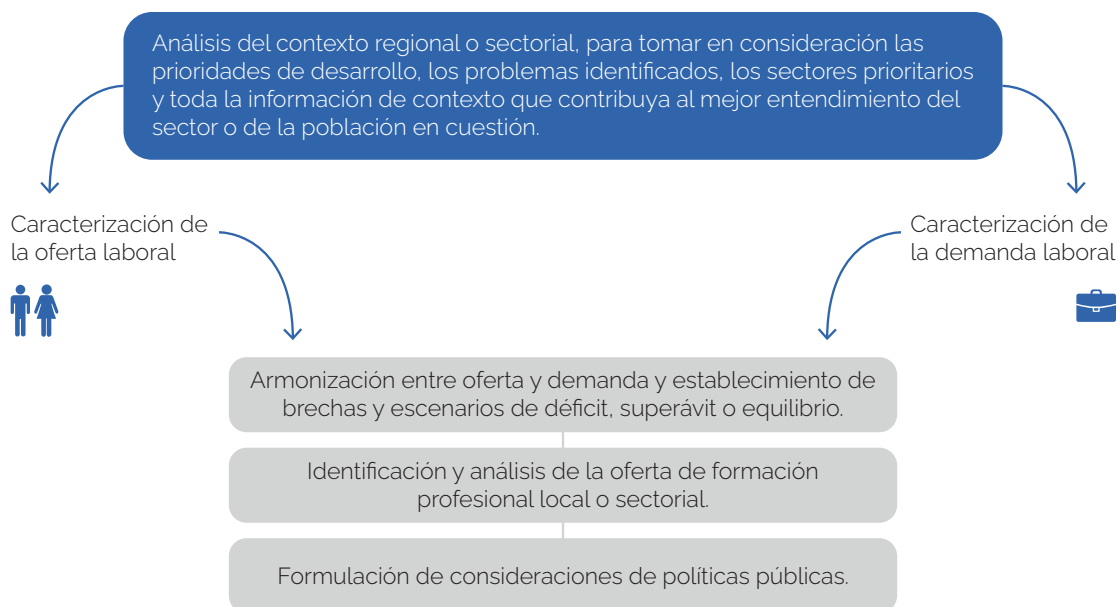 Análisis del contexto regional o sectorial, para tomar en consideración las
prioridades de desarrollo, los problemas identificados, los sectores prioritarios
y toda la información de contexto que contribuya al mejor entendimiento del
sector o de la población en cuestión.
Caracterización de
la oferta laboral
Caracterización de
la demanda laboral
Armonización entre oferta y demanda y establecimiento de
brechas y escenarios de déficit, superávit o equilibrio.
Identificación y análisis de la oferta de formación
profesional local o sectorial.
Formulación de consideraciones de políticas públicas.